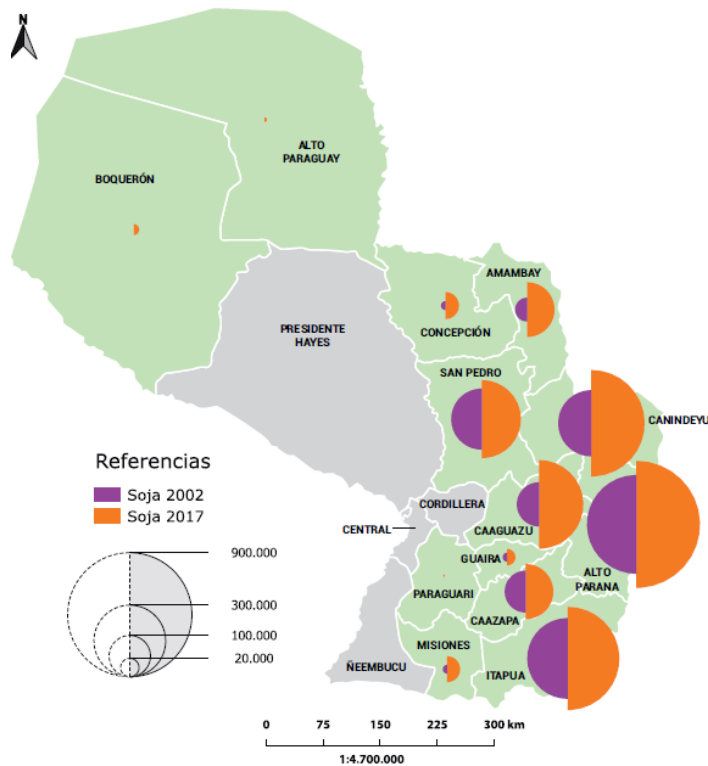 N
ALTO
PARAGUAY
BOQUERÓN
AMAMBAY
PRESIDENTE
HAYES
CONCEPCIÓN
SAN PEDRO
CANINDEYU
Referencias
Soja 2002
Soja 2017
CORDILLERA
CENTRAL
CAAGUAZU
900.000
GUAIRA
ALTO
PARANA
300.000
PARAGUARI
CAAZAPA
100.000
MISIONES
20.000
ÑEEMBUCU
ITAPUA
0 75 150 225 300 km
1:4.700.000